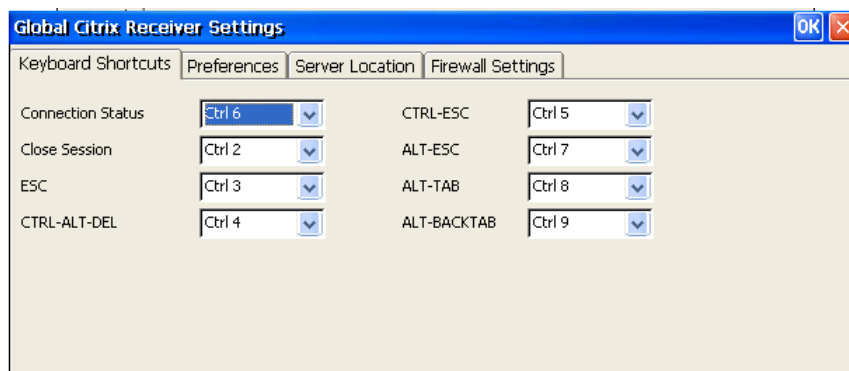 Global Citrix Receiver Settings OK
Keyboard Shortcuts Preferences Server Location Firewall Settings
Connection Status Ctrl 6 CTRL-ESC Ctrl 5
Close Session Ctrl 2 ALT-ESC Ctrl 7
ESC Ctrl 3 ALT-TAB Ctrl 8
CTRL-ALT-DEL Ctrl 4 ALT-BACKTAB Ctrl 9